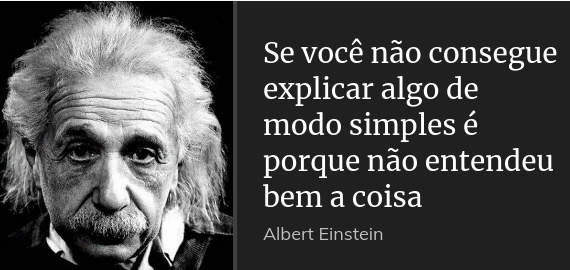 Se você não consegue
explicar algo de
modo simples é
porque não entendeu
bem a coisa
Albert Einstein